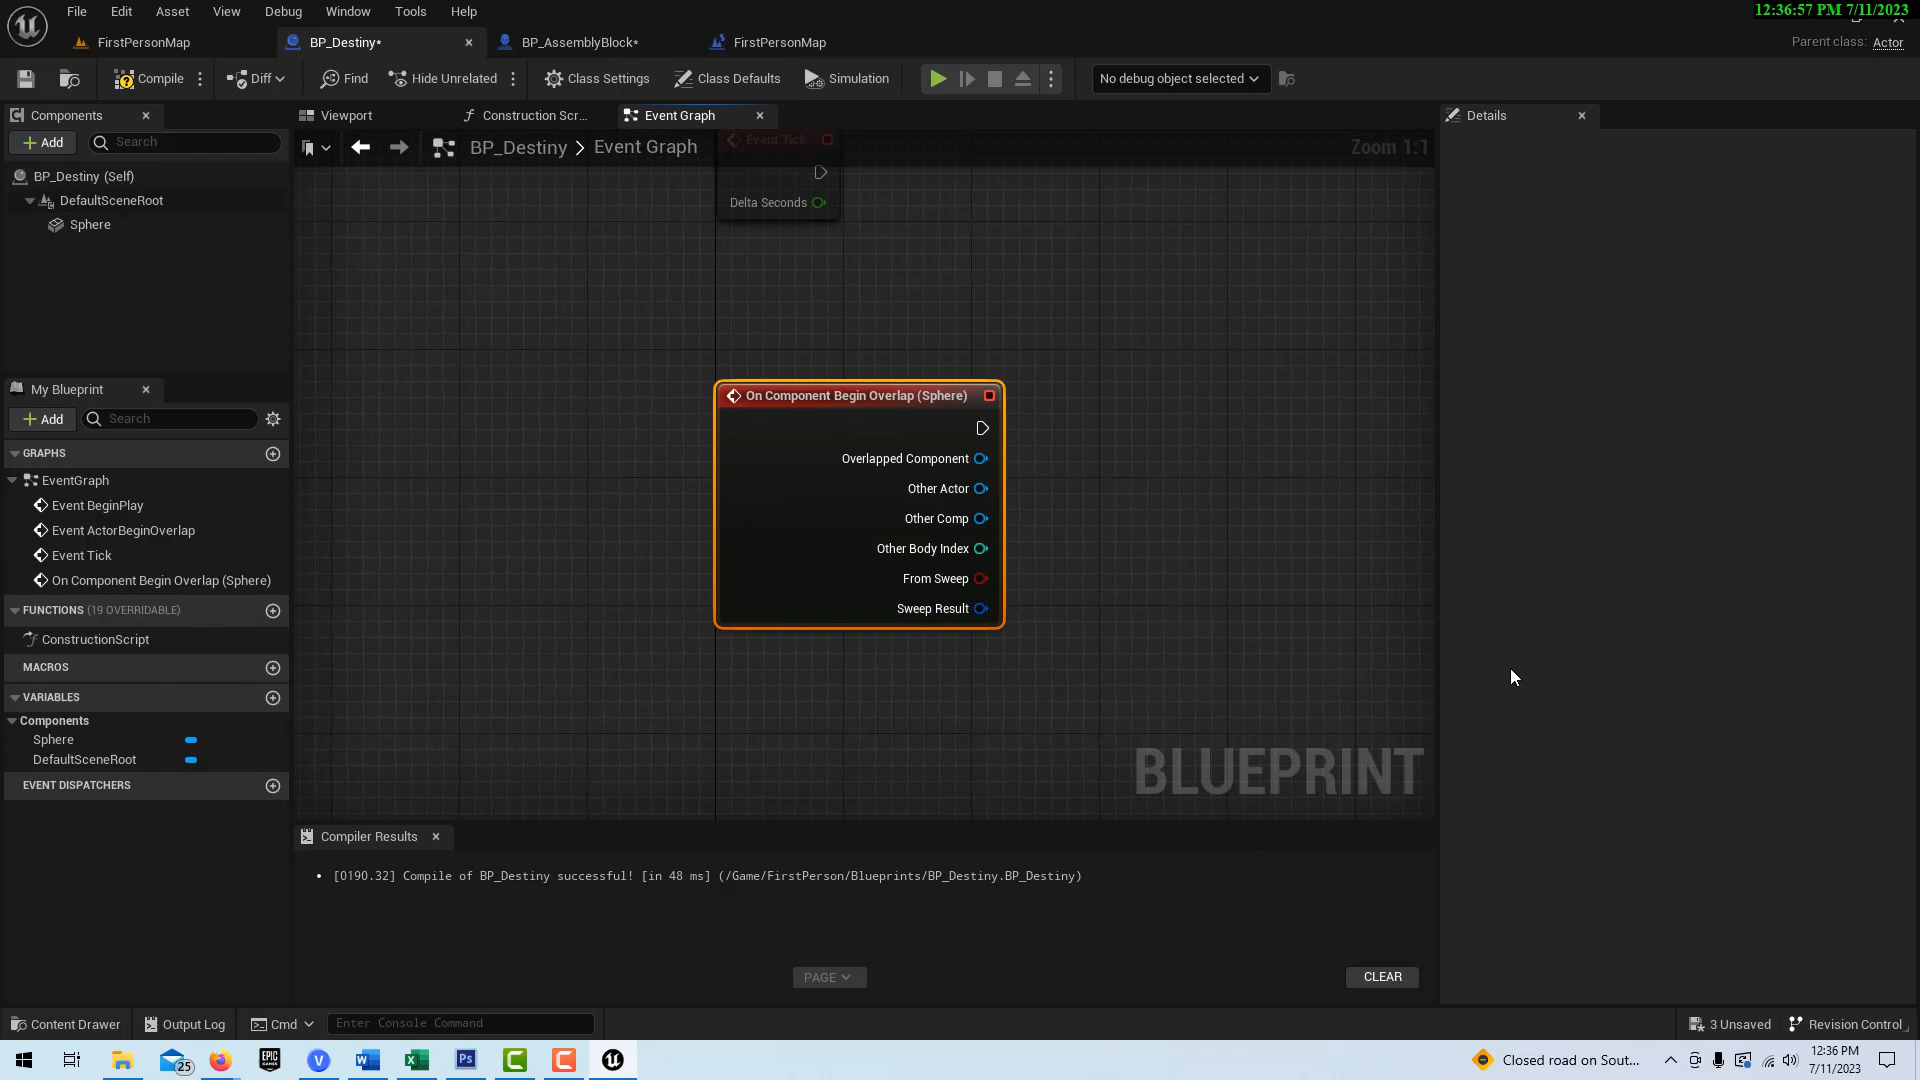 12:36:57 PM 7/11/2023
File Edit Asset View Debug Window Tools Help
FirstPersonMap BP_Destiny* BP_AssemblyBlock* FirstPersonMap
Parent class: Actor
Compile Diff Find Hide Unrelated Class Settings Class Defaults Simulation No debug object selected
Components Viewport Construction Scr... Event Graph Details
Add Search
BP_Destiny > Event Graph
Zoom 1:1
Event Tick
Delta Seconds
BP_Destiny (Self)
DefaultSceneRoot
Sphere
On Component Begin Overlap (Sphere)
Overlapped Component
Other Actor
Other Comp
Other Body Index
From Sweep
Sweep Result
My Blueprint
Add Search
GRAPHS
EventGraph
Event BeginPlay
Event ActorBeginOverlap
Event Tick
On Component Begin Overlap (Sphere)
FUNCTIONS (19 OVERRIDABLE)
ConstructionScript
MACROS
VARIABLES
Components
Sphere
DefaultSceneRoot
EVENT DISPATCHERS
BLUEPRINT
Compiler Results
[0190.32] Compile of BP_Destiny successful! [in 48 ms] (/Game/FirstPerson/Blueprints/BP_Destiny.BP_Destiny)
PAGE
CLEAR
Content Drawer Output Log Cmd Enter Console Command
3 Unsaved Revision Control
25
EPIC GAMES
V
W
X
Ps
C
C
Closed road on Sout...
12:36 PM
7/11/2023